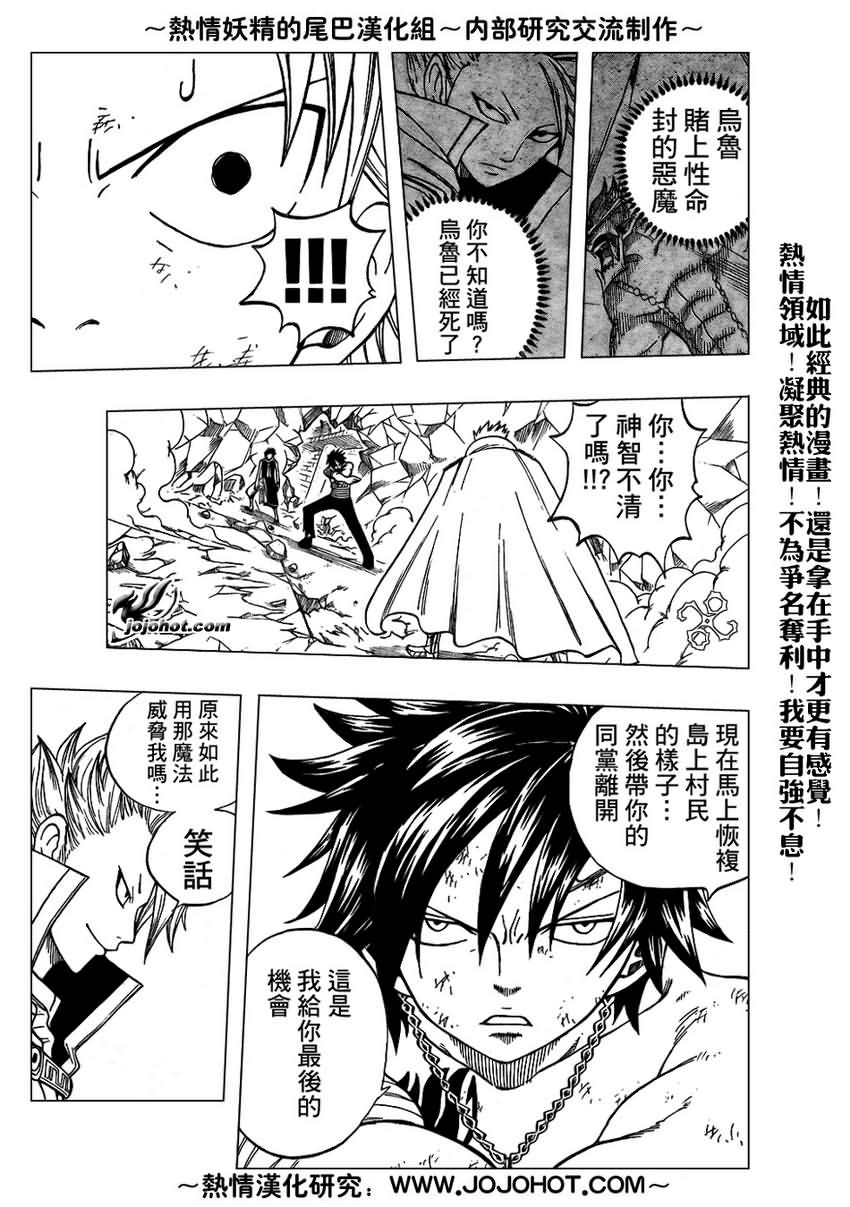 ～熱情妖精的尾巴漢化組～内部研究交流制作～
烏魯
賭上性命
封的惡魔
你不知道嗎？
烏魯已經死了
!!!
你…你…
神智不清
了嗎!!?
jojohot.com
現在馬上恢複
島上村民
的樣子…
然後帶你的
同黨離開
這是
我給你最後的
機會
原來如此
用那魔法
威脅我嗎…
笑話
如此經典的漫畫！還是拿在手中才更有感覺！
熱情領域！凝聚熱情！不為爭名奪利！我要自強不息！
～熱情漢化研究：WWW.JOJOHOT.COM～